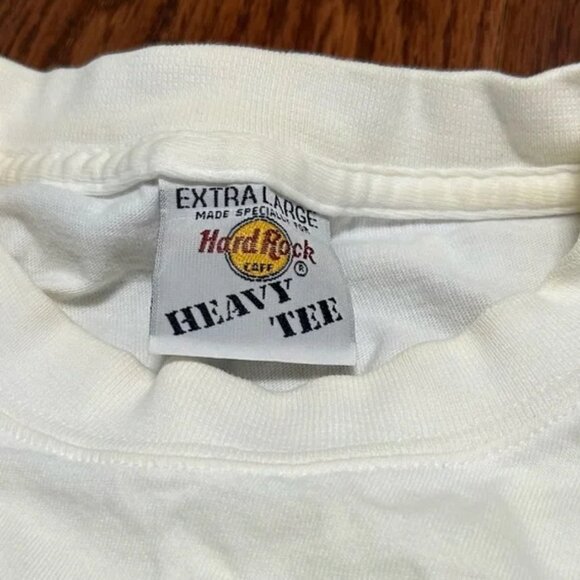 EXTRA LARGE
MADE SPECIALLY FOR
Hard Rock
CAFE ®
HEAVY
TEE